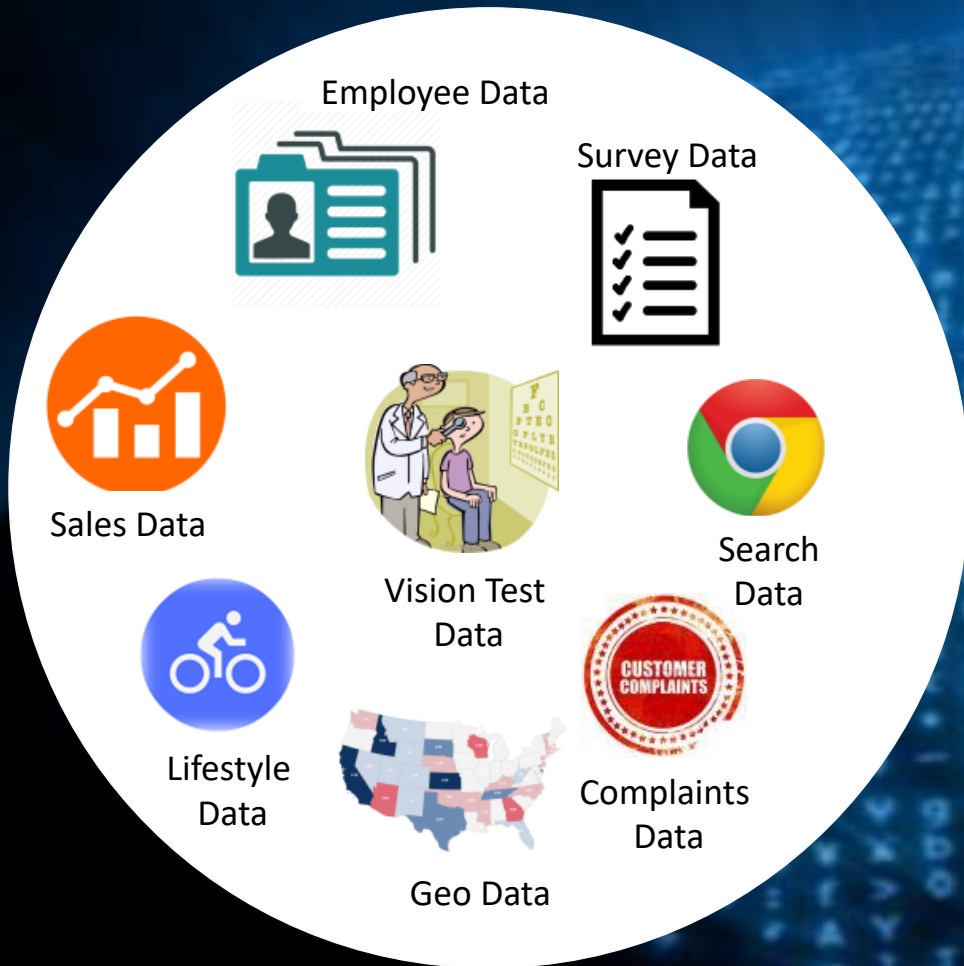 Employee Data
Survey Data
F
B C
P T E C
Sales Data
Search
Data
Vision Test
Data
CUSTOMER
COMPLAINTS
Lifestyle
Data
Complaints
Data
Geo Data